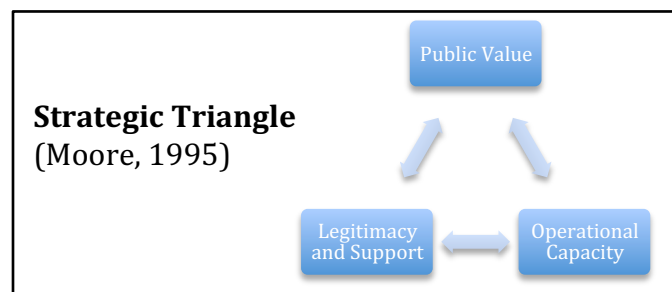 Public Value
Strategic Triangle
(Moore, 1995)
Legitimacy
and Support
Operational
Capacity